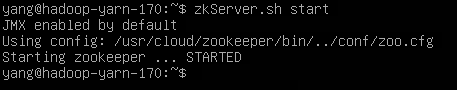 yang@hadoop-yarn-170:~$ zkServer.sh start
JMX enabled by default
Using config: /usr/cloud/zookeeper/bin/../conf/zoo.cfg
Starting zookeeper ... STARTED
yang@hadoop-yarn-170:~$